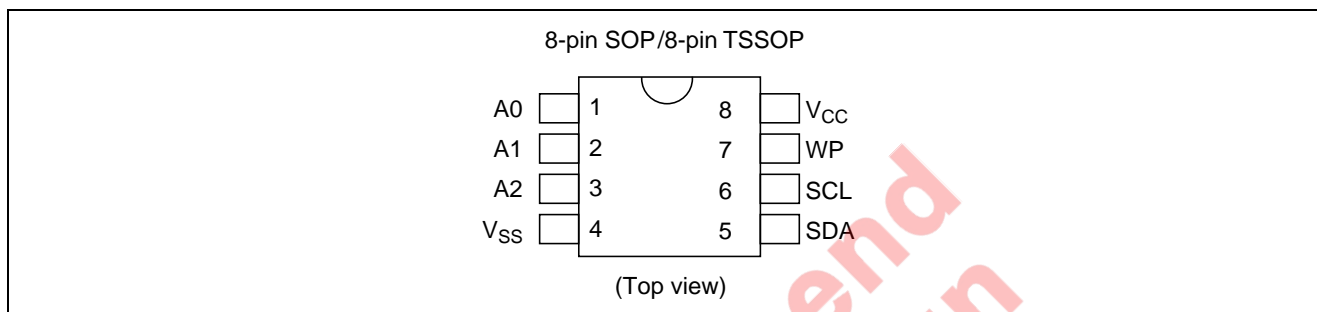 8-pin SOP/8-pin TSSOP
A0 1 8 VCC
A1 2 7 WP
A2 3 6 SCL
VSS 4 5 SDA
(Top view)
end